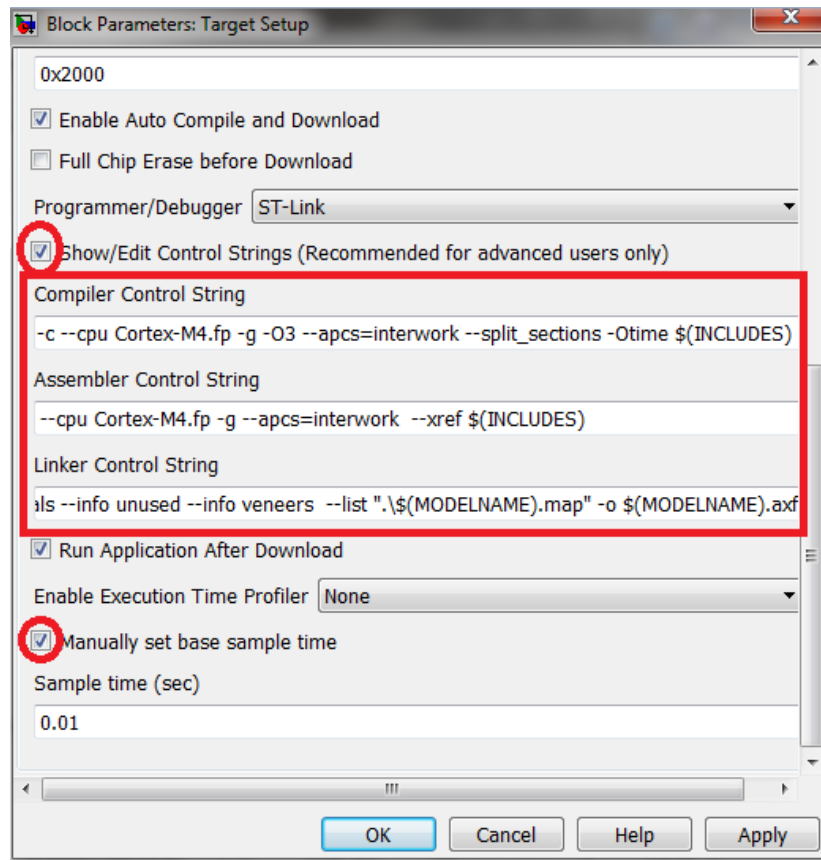 Block Parameters: Target Setup
0x2000
Enable Auto Compile and Download
Full Chip Erase before Download
Programmer/Debugger ST-Link
Show/Edit Control Strings (Recommended for advanced users only)
Compiler Control String
-c --cpu Cortex-M4.fp -g -O3 --apcs=interwork --split_sections -Otime $(INCLUDES)
Assembler Control String
--cpu Cortex-M4.fp -g --apcs=interwork --xref $(INCLUDES)
Linker Control String
als --info unused --info veneers --list ".\$(MODELNAME).map" -o $(MODELNAME).axf
Run Application After Download
Enable Execution Time Profiler None
Manually set base sample time
Sample time (sec)
0.01
OK Cancel Help Apply